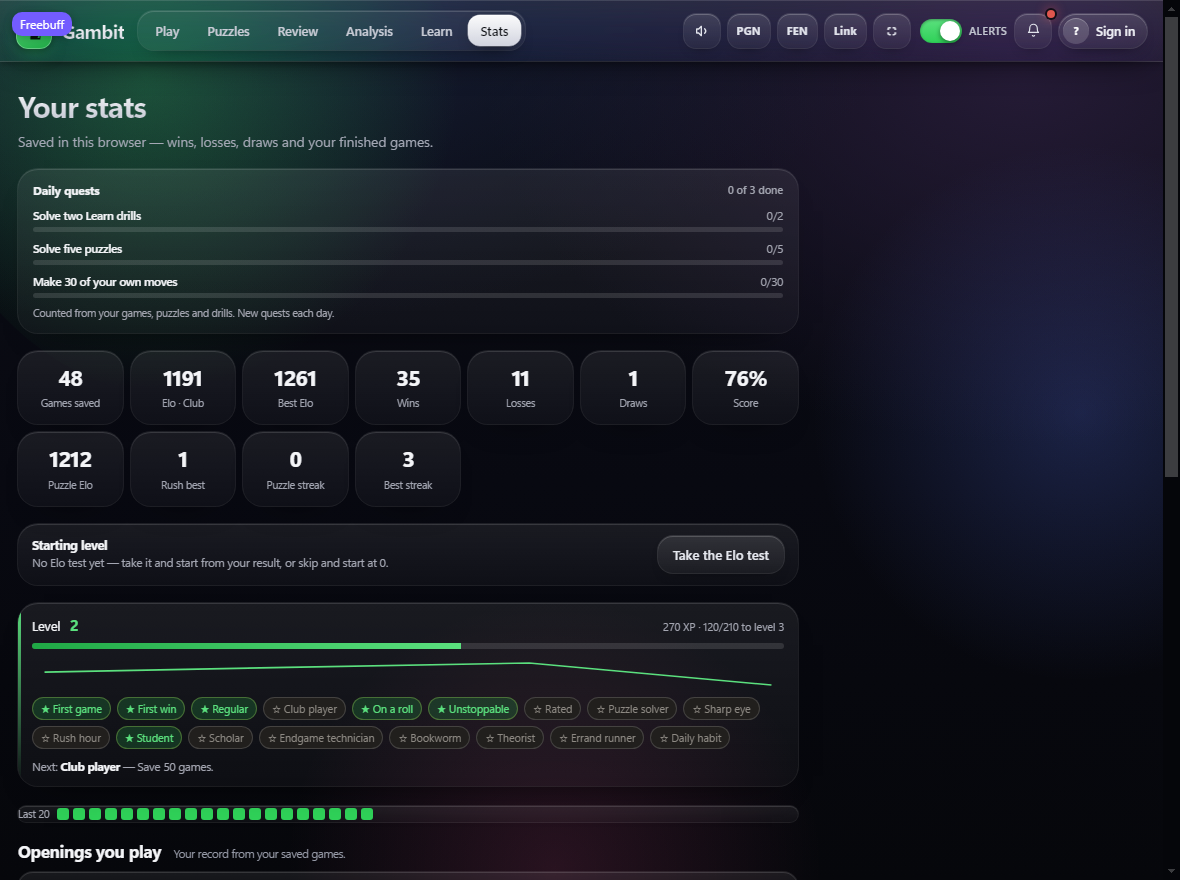 Freebuff
Gambit
Play
Puzzles
Review
Analysis
Learn
Stats
PGN
FEN
Link
ALERTS
?
Sign in
Your stats
Saved in this browser — wins, losses, draws and your finished games.
Daily quests
0 of 3 done
Solve two Learn drills
0/2
Solve five puzzles
0/5
Make 30 of your own moves
0/30
Counted from your games, puzzles and drills. New quests each day.
48
Games saved
1191
Elo · Club
1261
Best Elo
35
Wins
11
Losses
1
Draws
76%
Score
1212
Puzzle Elo
1
Rush best
0
Puzzle streak
3
Best streak
Starting level
No Elo test yet — take it and start from your result, or skip and start at 0.
Take the Elo test
Level 2
270 XP · 120/210 to level 3
★ First game
★ First win
★ Regular
☆ Club player
★ On a roll
★ Unstoppable
☆ Rated
☆ Puzzle solver
☆ Sharp eye
☆ Rush hour
★ Student
☆ Scholar
☆ Endgame technician
☆ Bookworm
☆ Theorist
☆ Errand runner
☆ Daily habit
Next: Club player — Save 50 games.
Last 20
Openings you play
Your record from your saved games.